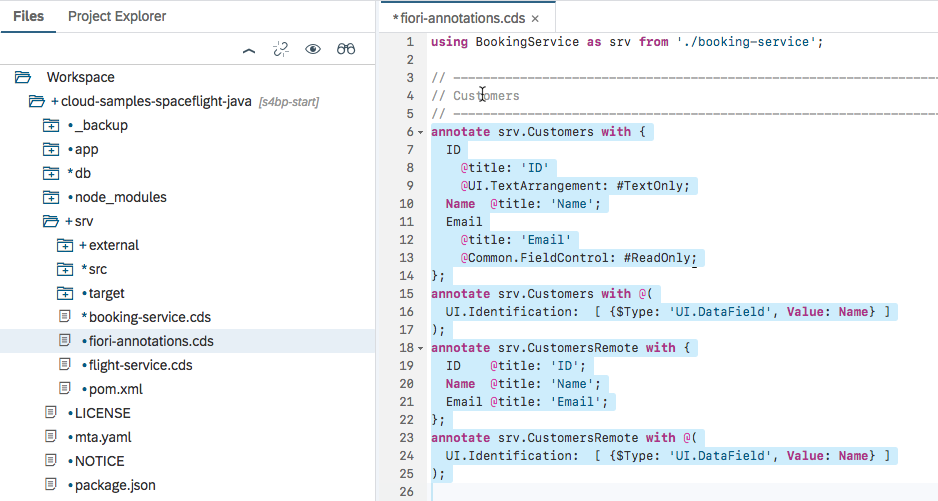 Files Project Explorer
Workspace
+cloud-samples-spaceflight-java [s4bp-start]
•_backup
•app
*db
•node_modules
+srv
+external
*src
•target
*booking-service.cds
•fiori-annotations.cds
•flight-service.cds
•pom.xml
•LICENSE
•mta.yaml
•NOTICE
•package.json
*fiori-annotations.cds ×
1 using BookingService as srv from './booking-service';
2
3 // ---------------------------------------------------------------------
4 // Customers
5 // ---------------------------------------------------------------------
6 annotate srv.Customers with {
7 ID
8 @title: 'ID'
9 @UI.TextArrangement: #TextOnly;
10 Name @title: 'Name';
11 Email
12 @title: 'Email'
13 @Common.FieldControl: #ReadOnly;
14 };
15 annotate srv.Customers with @(
16 UI.Identification: [ {$Type: 'UI.DataField', Value: Name} ]
17 );
18 annotate srv.CustomersRemote with {
19 ID @title: 'ID';
20 Name @title: 'Name';
21 Email @title: 'Email';
22 };
23 annotate srv.CustomersRemote with @(
24 UI.Identification: [ {$Type: 'UI.DataField', Value: Name} ]
25 );
26